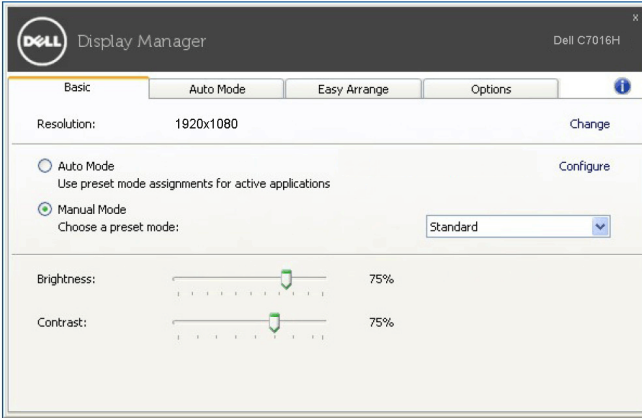 DELL
Display Manager
x
Dell C7016H
Basic Auto Mode Easy Arrange Options i
Resolution: 1920x1080 Change
Auto Mode Configure
Use preset mode assignments for active applications
Manual Mode
Choose a preset mode: Standard
Brightness: 75%
Contrast: 75%